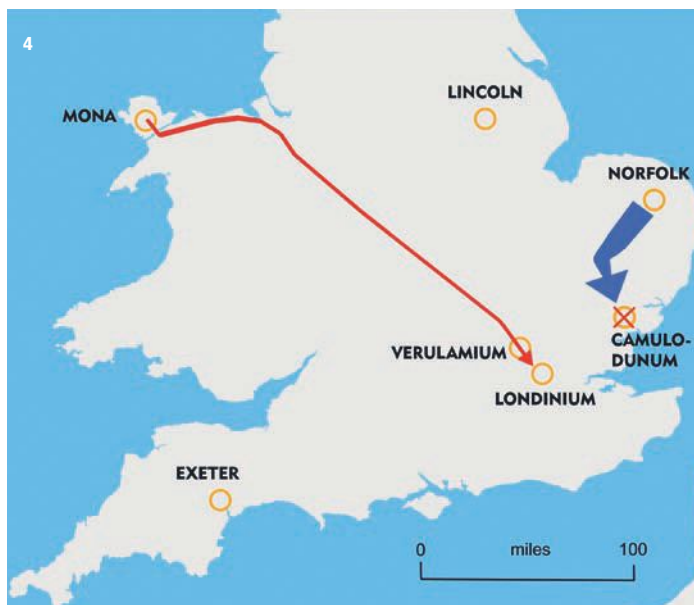 4
MONA
LINCOLN
NORFOLK
CAMULO-
DUNUM
VERULAMIUM
LONDINIUM
EXETER
0 miles 100